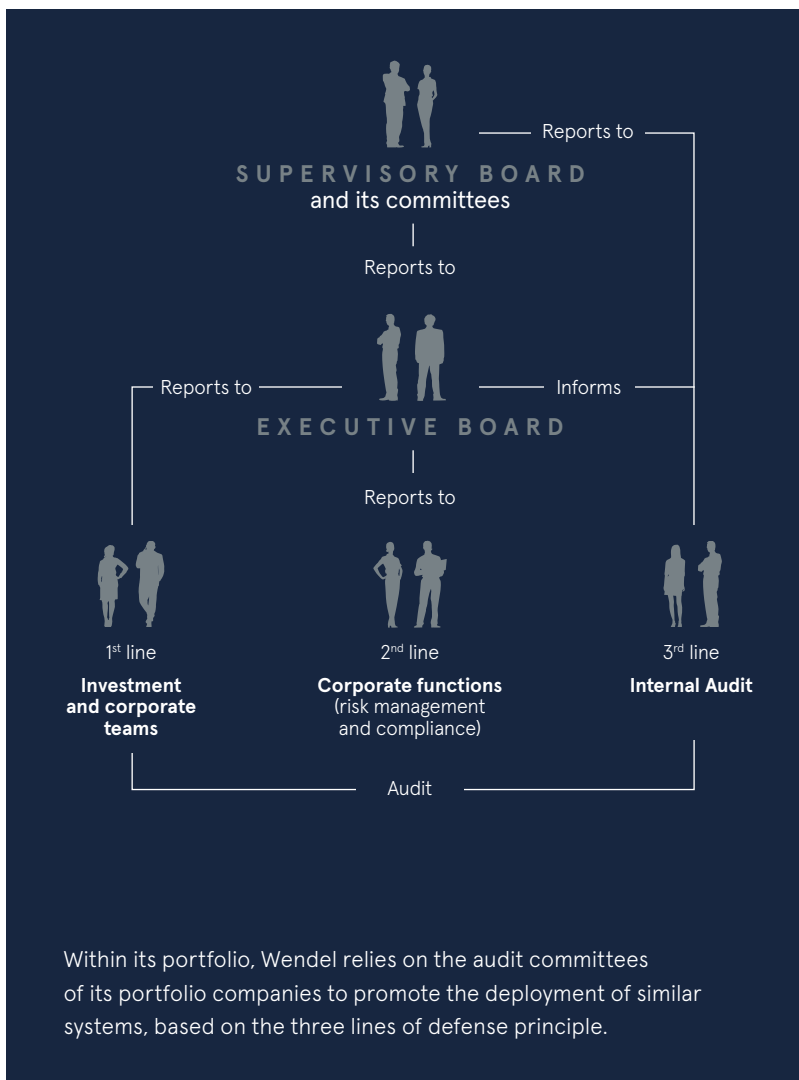 Reports to
SUPERVISORY BOARD
and its committees
Reports to
Reports to
Informs
EXECUTIVE BOARD
Reports to
1st line
2nd line
3rd line
Investment
and corporate
teams
Corporate functions
(risk management
and compliance)
Internal Audit
Audit
Within its portfolio, Wendel relies on the audit committees
of its portfolio companies to promote the deployment of similar
systems, based on the three lines of defense principle.